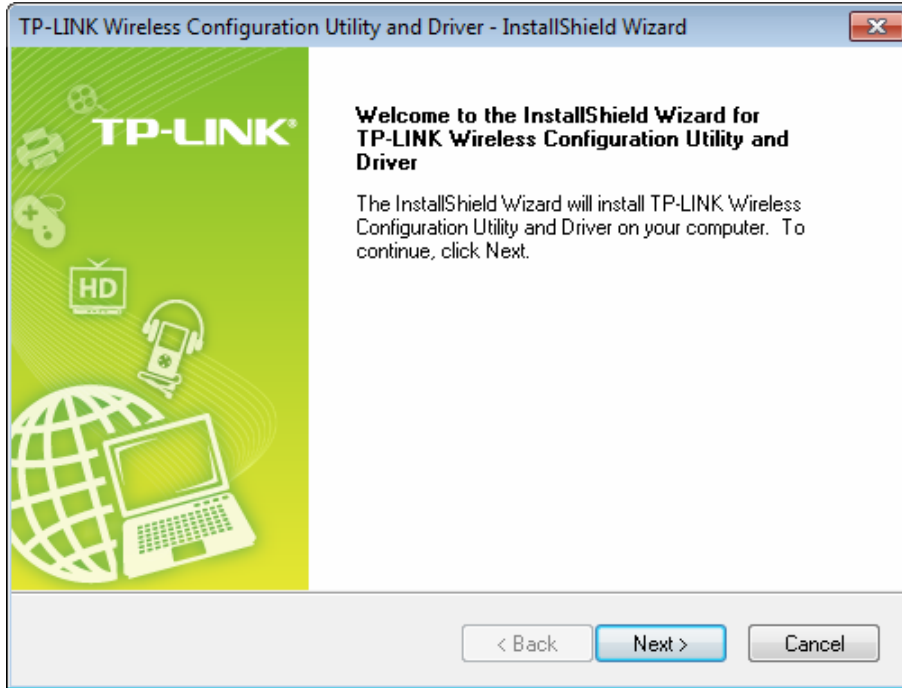 TP-LINK Wireless Configuration Utility and Driver - InstallShield Wizard
TP-LINK®
Welcome to the InstallShield Wizard for
TP-LINK Wireless Configuration Utility and
Driver
The InstallShield Wizard will install TP-LINK Wireless
Configuration Utility and Driver on your computer. To
continue, click Next.
HD
< Back
Next >
Cancel